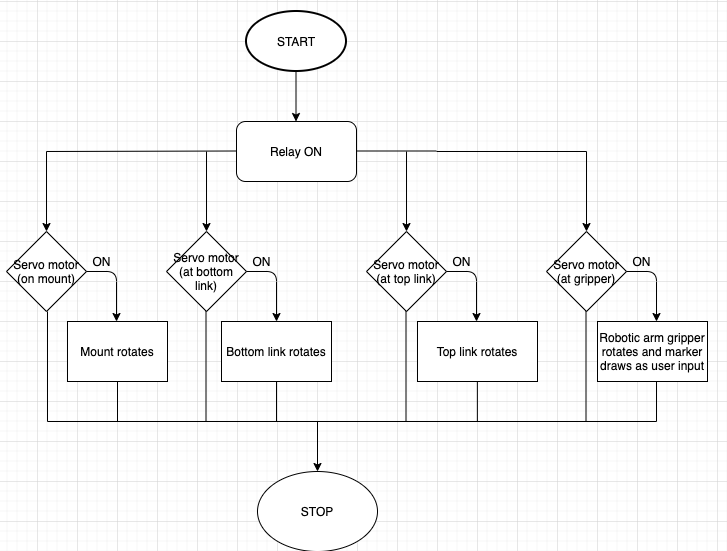 START
Relay ON
Servo motor
(on mount)
ON
Servo motor
(at bottom
link)
ON
Servo motor
(at top link)
ON
Servo motor
(at gripper)
ON
Mount rotates
Bottom link rotates
Top link rotates
Robotic arm gripper
rotates and marker
draws as user input
STOP